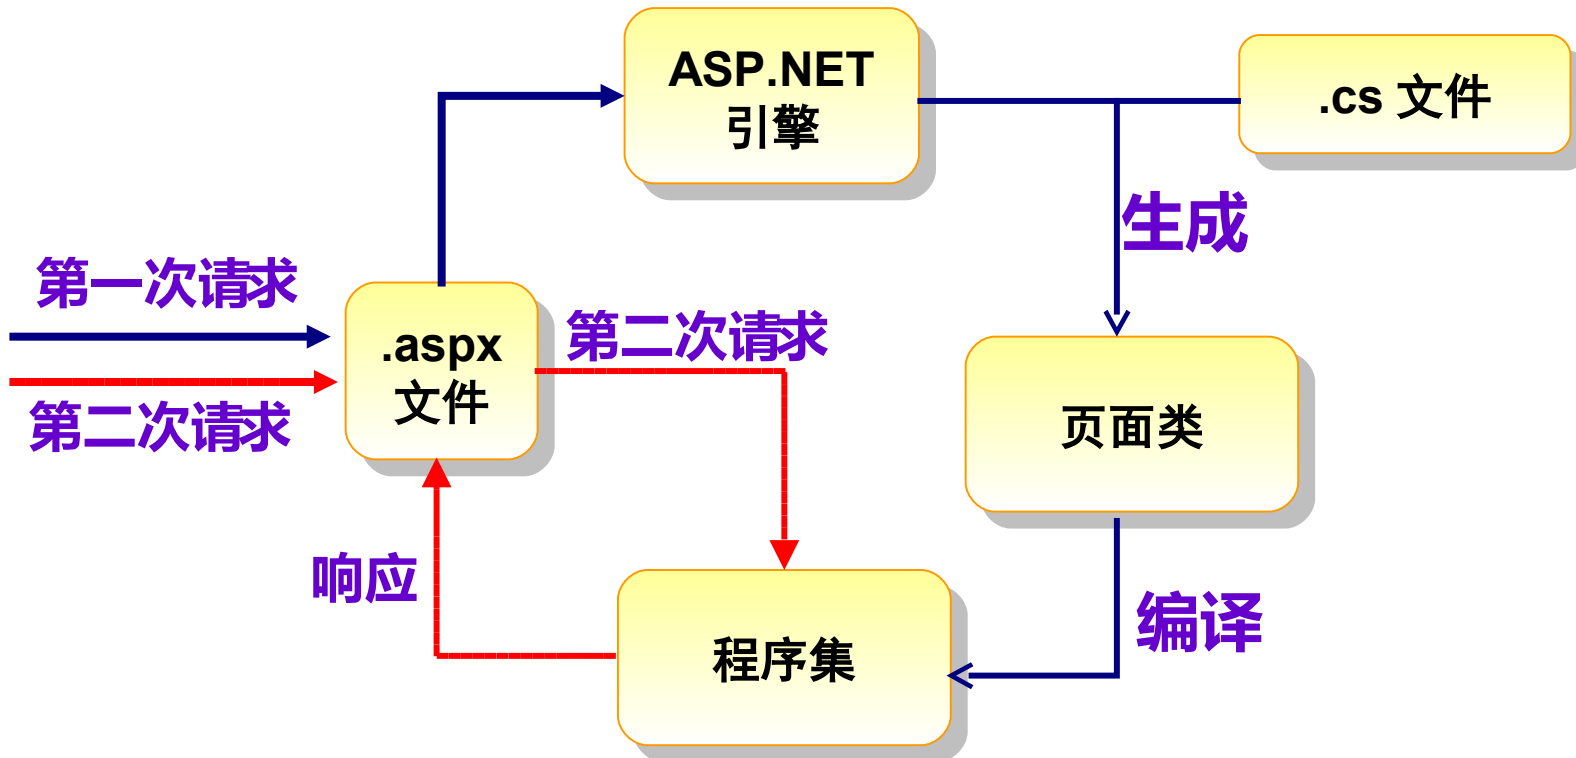 ASP.NET
引擎
.cs 文件
生成
第一次请求
.aspx
文件
第二次请求
第二次请求
页面类
响应
程序集
编译